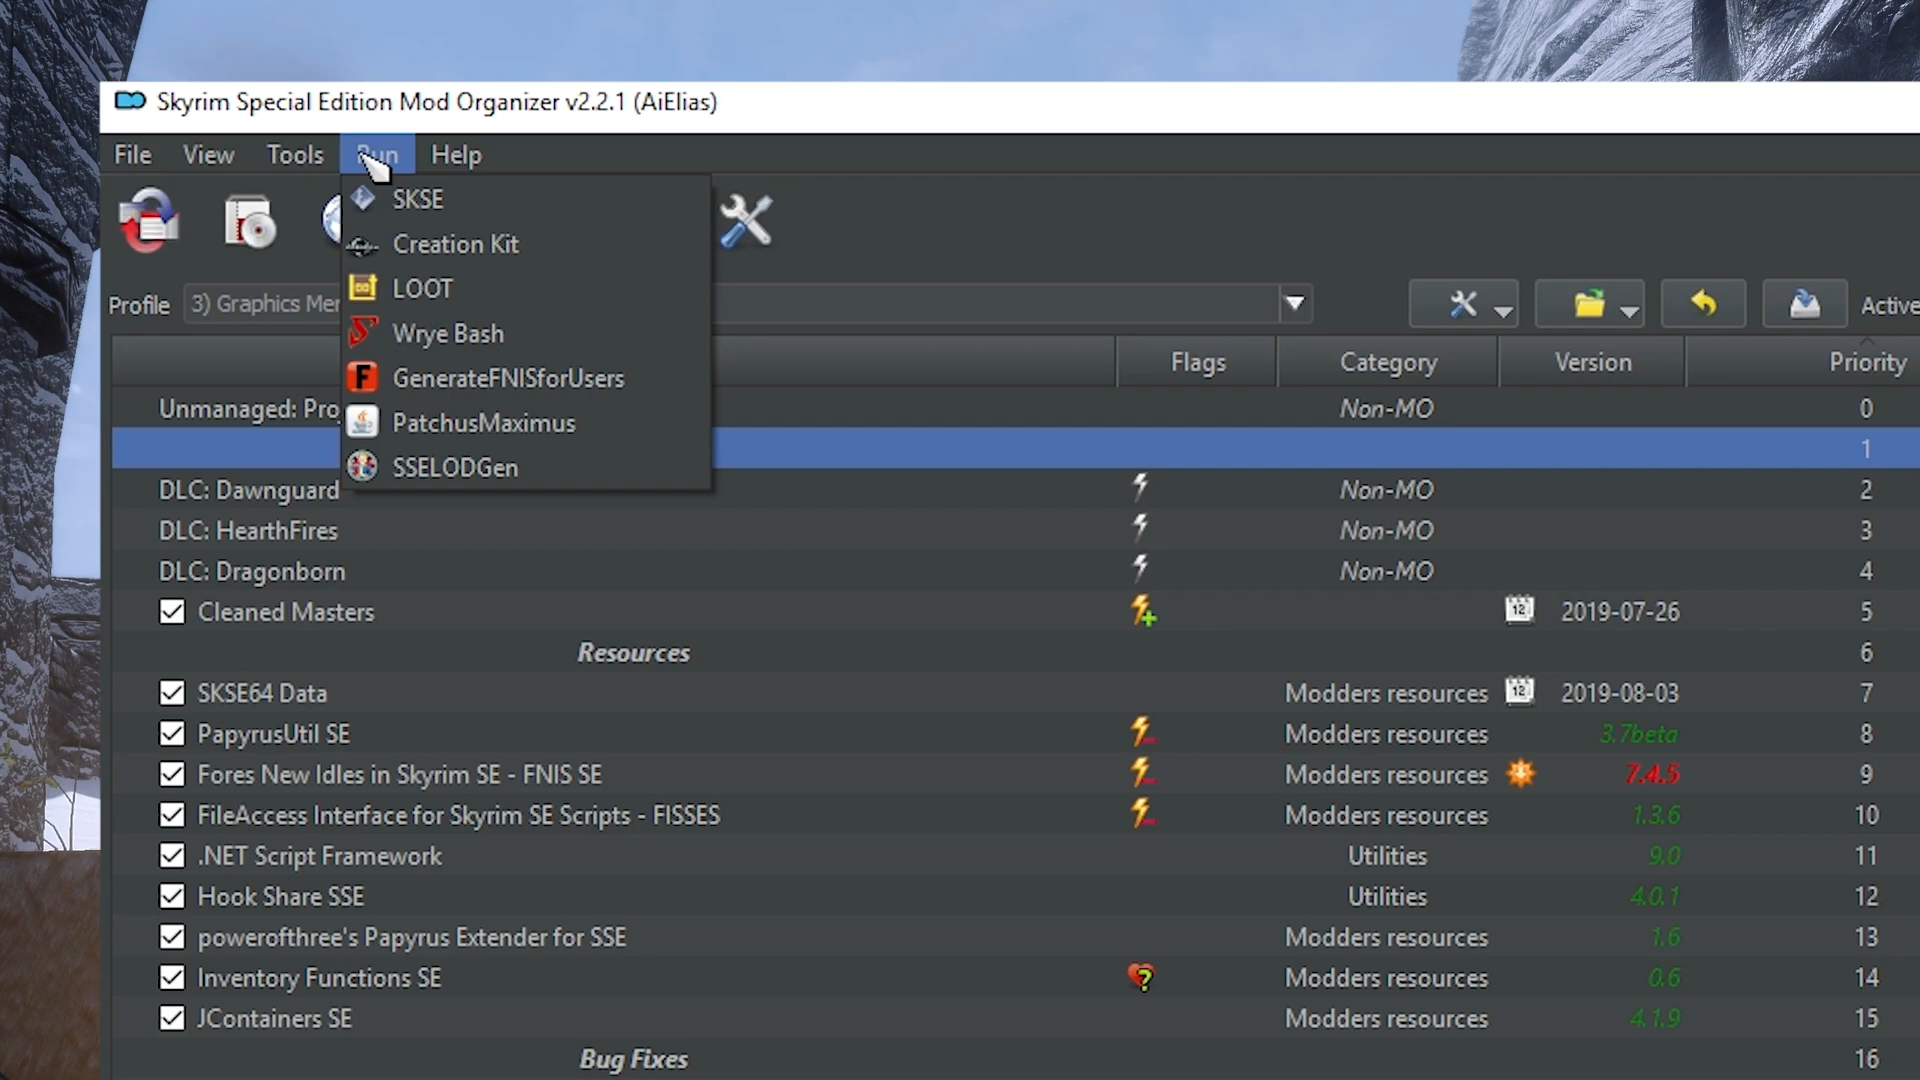 Skyrim Special Edition Mod Organizer v2.2.1 (AiElias)
File View Tools Run Help
SKSE
Creation Kit
LOOT
Wrye Bash
GenerateFNISforUsers
PatchusMaximus
SSELODGen
Profile 3) Graphics Active
Flags Category Version Priority
Unmanaged: Non-MO 0
1
DLC: Dawnguard Non-MO 2
DLC: HearthFires Non-MO 3
DLC: Dragonborn Non-MO 4
Cleaned Masters 12 2019-07-26 5
Resources 6
SKSE64 Data Modders resources 12 2019-08-03 7
PapyrusUtil SE Modders resources 3.7beta 8
Fores New Idles in Skyrim SE - FNIS SE Modders resources 7.4.5 9
FileAccess Interface for Skyrim SE Scripts - FISSES Modders resources 1.3.6 10
.NET Script Framework Utilities 9.0 11
Hook Share SSE Utilities 4.0.1 12
powerofthree's Papyrus Extender for SSE Modders resources 1.6 13
Inventory Functions SE Modders resources 0.6 14
JContainers SE Modders resources 4.1.9 15
Bug Fixes 16